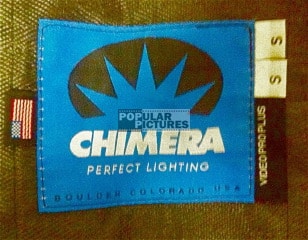 POPULAR
PICTURES
CHIMERA
PERFECT LIGHTING
BOULDER COLORADO USA
VIDEO PRO PLUS
S
S